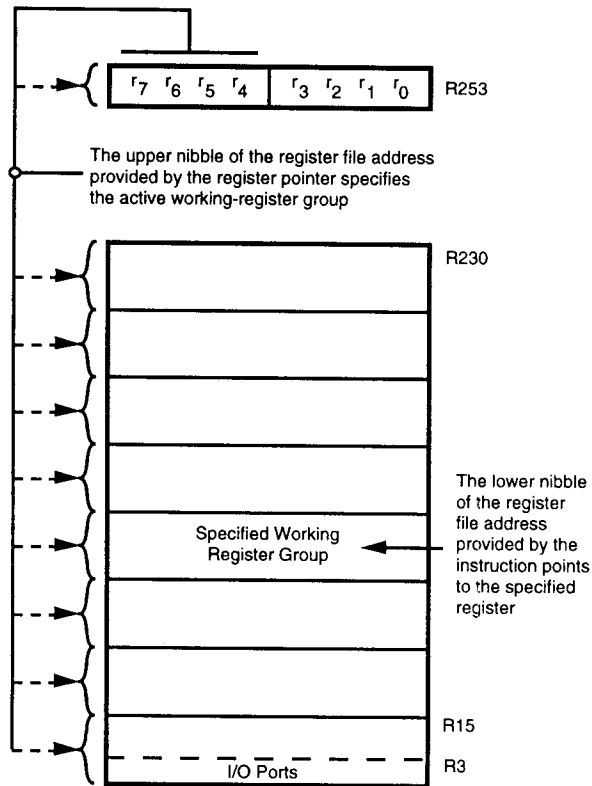 r7 r6 r5 r4 r3 r2 r1 r0
R253
The upper nibble of the register file address
provided by the register pointer specifies
the active working-register group
R230
The lower nibble
of the register
file address
provided by the
instruction points
to the specified
register
Specified Working
Register Group
R15
R3
I/O Ports